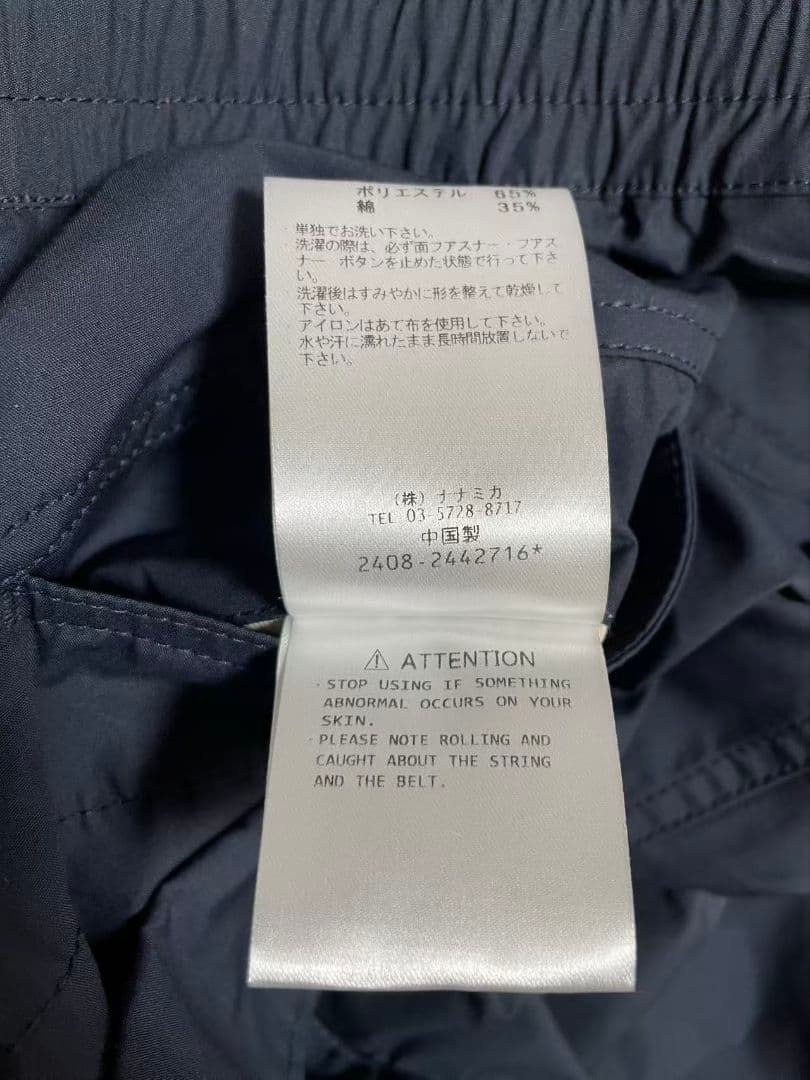 ポリエステル 65%
綿 35%
・単独でお洗い下さい。
・洗濯の際は、必ず面フアスナー・フアス
ナー ボタンを止めた状態で行って下さ
い。
・洗濯後はすみやかに形を整えて乾燥して
下さい。
・アイロンはあて布を使用して下さい。
・水や汗に濡れたまま長時間放置しないで
下さい。
(株) ナナミカ
TEL 03-5728-8717
中国製
2408-2442716*
⚠ ATTENTION
・STOP USING IF SOMETHING
ABNORMAL OCCURS ON YOUR
SKIN.
・PLEASE NOTE ROLLING AND
CAUGHT ABOUT THE STRING
AND THE BELT.